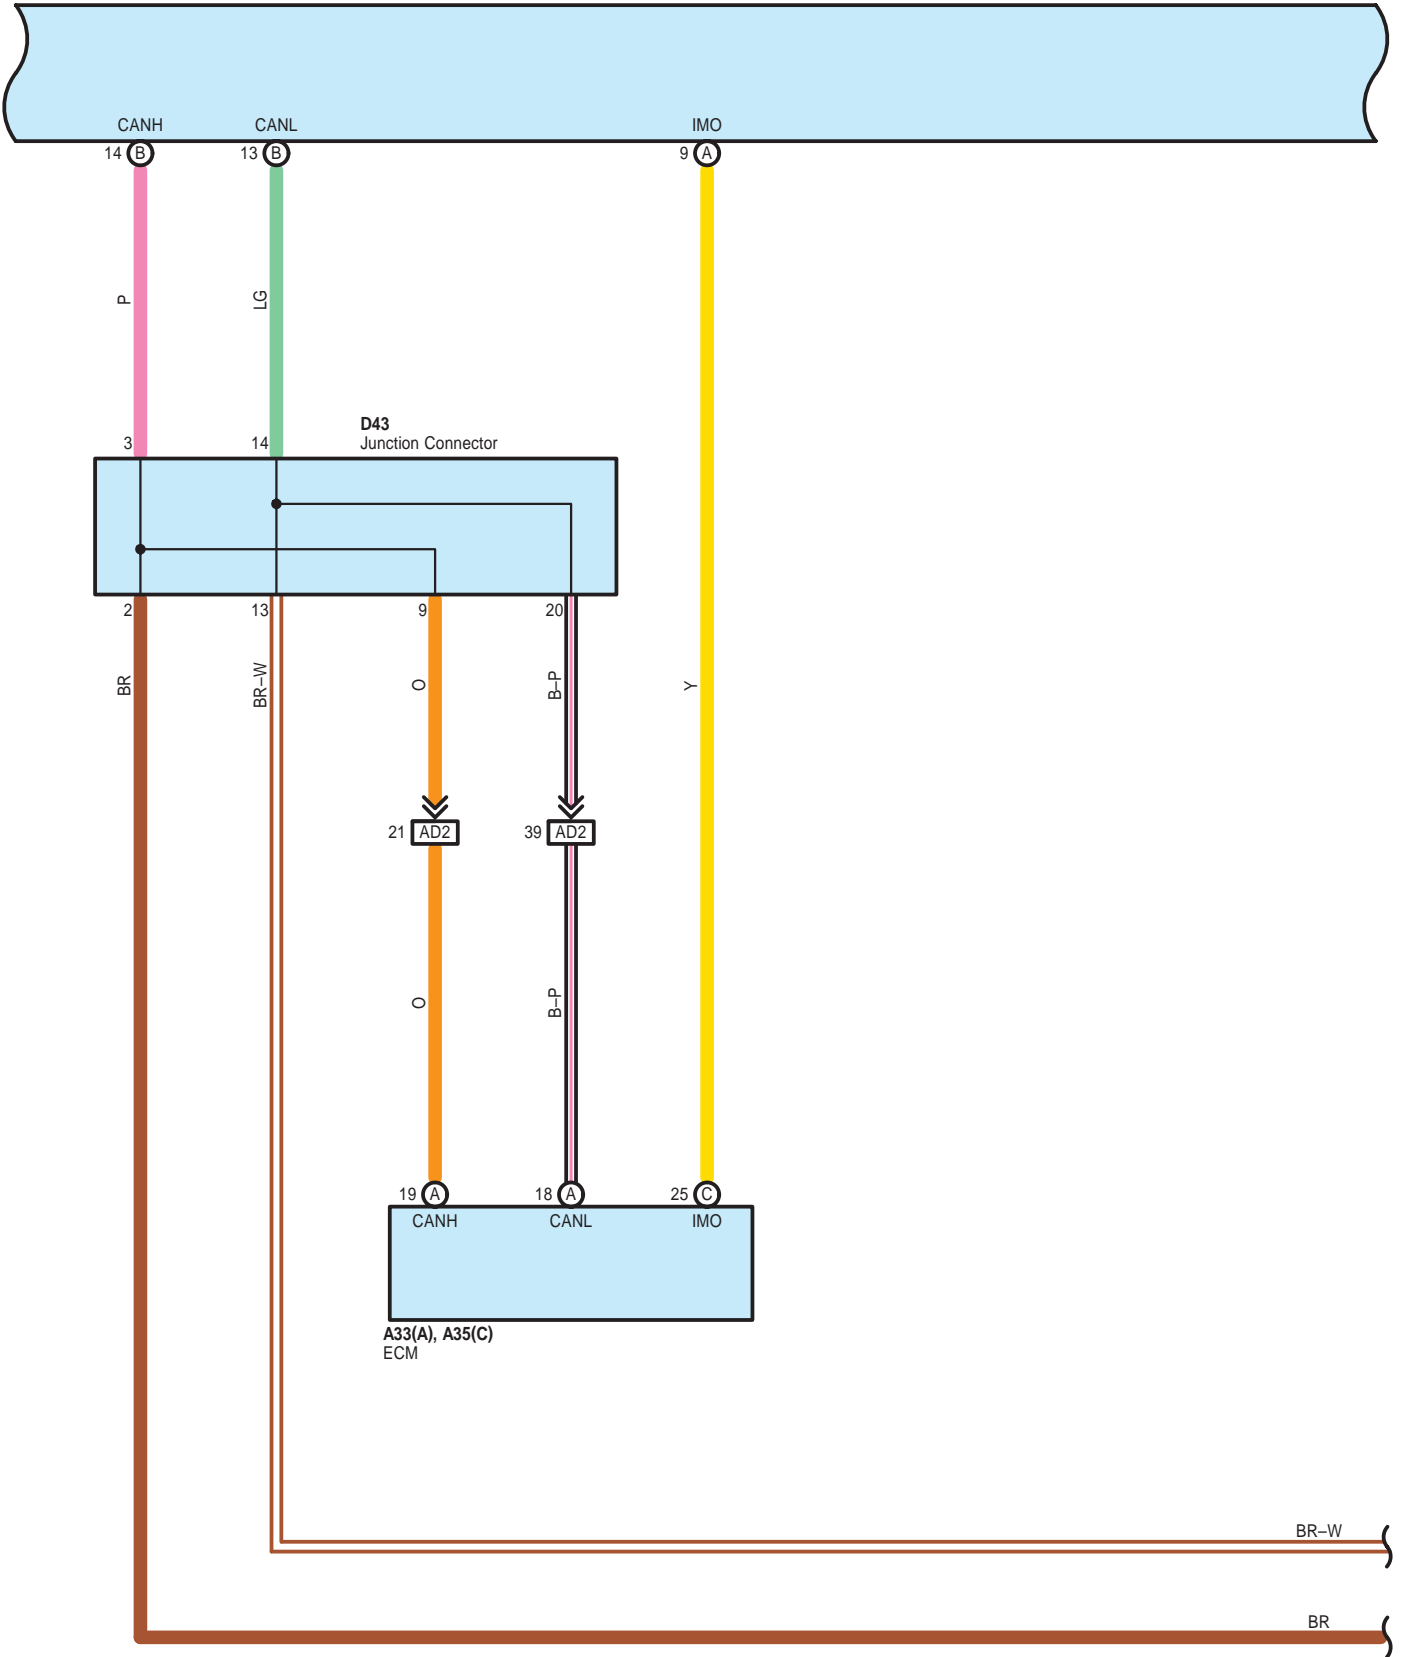 CANH CANL IMO
14 B 13 B 9 A
P LG
D43
3 14 Junction Connector
2 13 9 20
BR BR–W O B–P Y
21 AD2 39 AD2
O B–P
19 A 18 A 25 C
CANH CANL IMO
A33(A), A35(C)
ECM
BR–W
BR